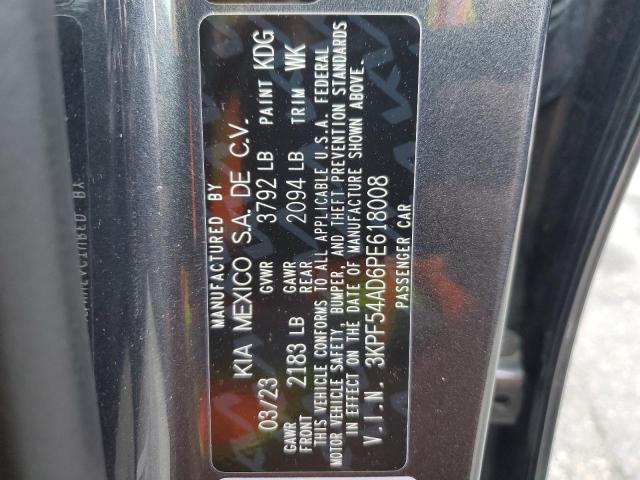 MANUFACTURED BY
KIA MEXICO S.A. DE C.V.
03/23 GVWR 3792 LB PAINT KDG
GAWR FRONT 2183 LB GAWR REAR 2094 LB TRIM WK
THIS VEHICLE CONFORMS TO ALL APPLICABLE U.S.A. FEDERAL
MOTOR VEHICLE SAFETY, BUMPER, AND THEFT PREVENTION STANDARDS
IN EFFECT ON THE DATE OF MANUFACTURE SHOWN ABOVE.
V.I.N. 3KPF54AD6PE618008
PASSENGER CAR